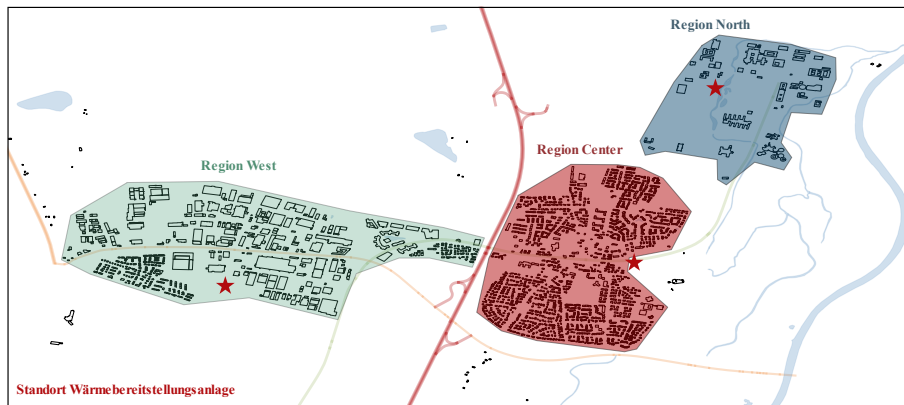 Region North
Region Center
Region West
Standort Wärmebereitstellungsanlage